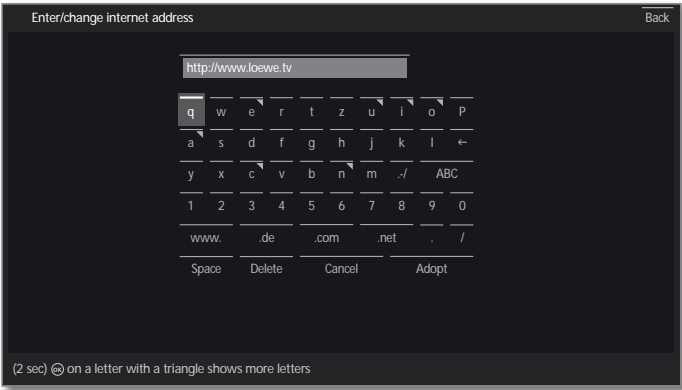 Enter/change internet address Back
http://www.loewe.tv
q w e r t z u i o P
a s d f g h j k l ←
y x c v b n m .-/ ABC
1 2 3 4 5 6 7 8 9 0
www. .de .com .net . /
Space Delete Cancel Adopt
(2 sec) OK on a letter with a triangle shows more letters